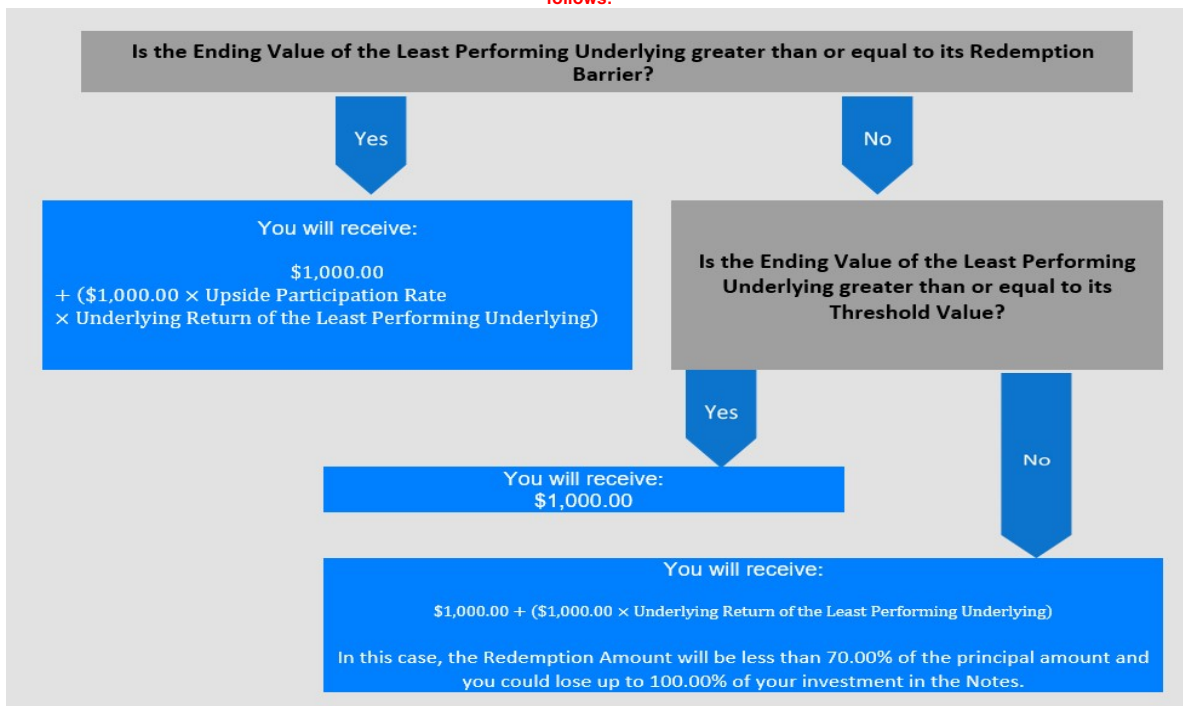 follows:
Is the Ending Value of the Least Performing Underlying greater than or equal to its Redemption
Barrier?
Yes
No
You will receive:
$1,000.00
+ ($1,000.00 × Upside Participation Rate
× Underlying Return of the Least Performing Underlying)
Is the Ending Value of the Least Performing
Underlying greater than or equal to its
Threshold Value?
Yes
No
You will receive:
$1,000.00
You will receive:
$1,000.00 + ($1,000.00 × Underlying Return of the Least Performing Underlying)
In this case, the Redemption Amount will be less than 70.00% of the principal amount and
you could lose up to 100.00% of your investment in the Notes.